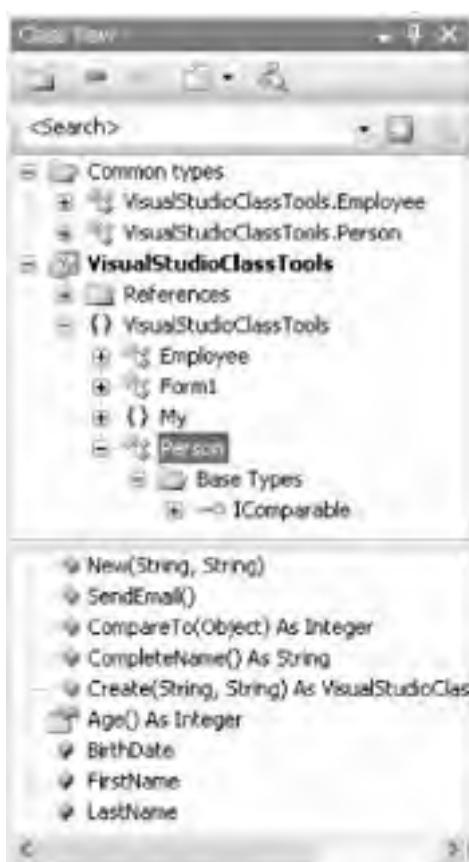 Class View
<Search>
Common types
VisualStudioClassTools.Employee
VisualStudioClassTools.Person
VisualStudioClassTools
References
{} VisualStudioClassTools
Employee
Form1
{} My
Person
Base Types
IComparable
New(String, String)
SendEmail()
CompareTo(Object) As Integer
CompleteName() As String
Create(String, String) As VisualStudioClas
Age() As Integer
BirthDate
FirstName
LastName